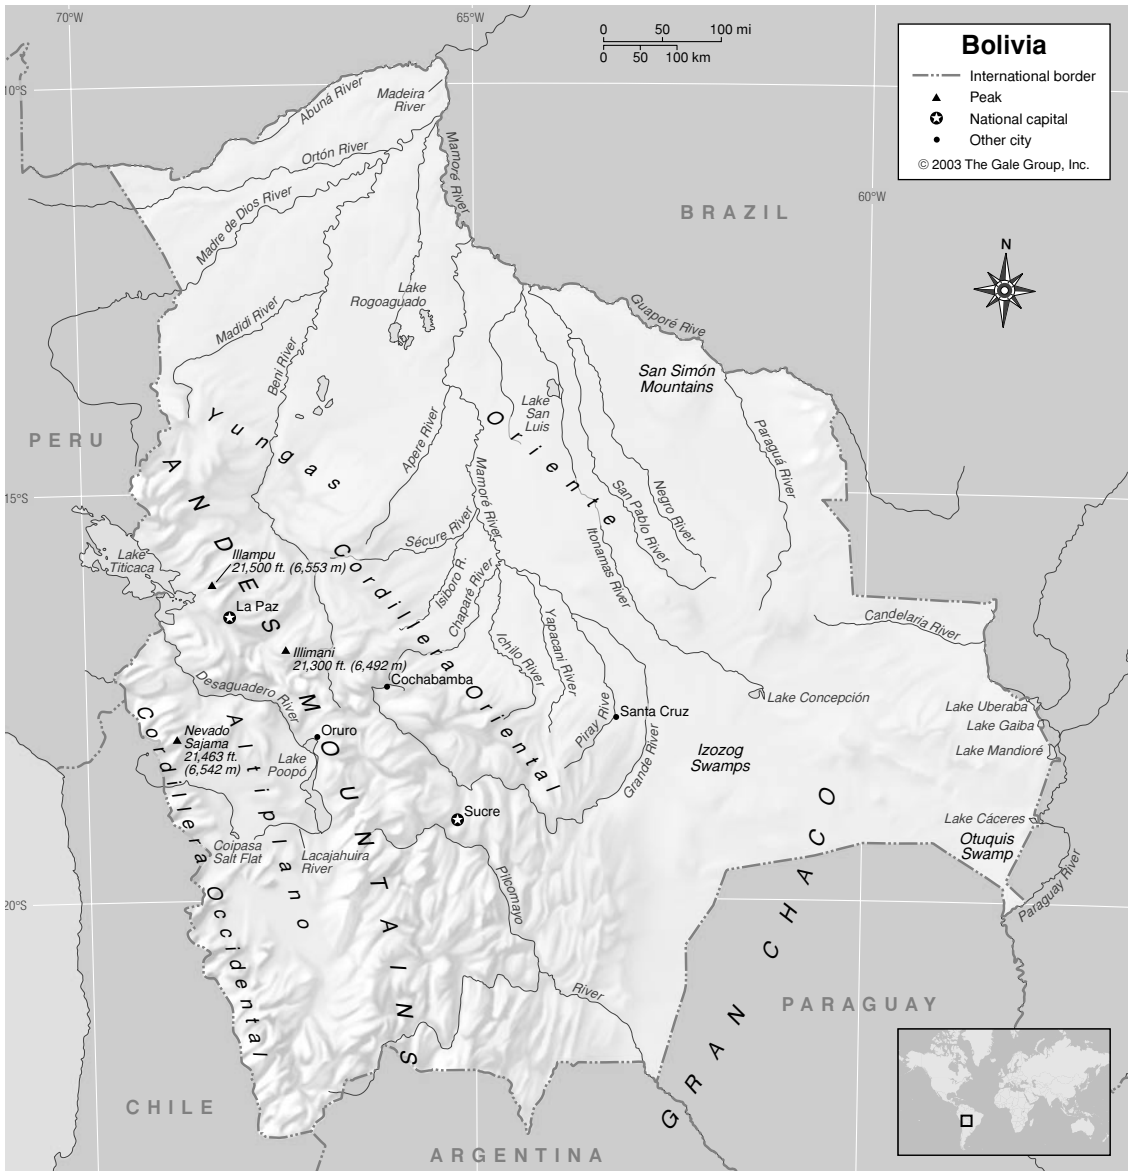 70°W
65°W
0 50 100 mi
0 50 100 km
Bolivia
International border
Peak
National capital
Other city
© 2003 The Gale Group, Inc.
10°S
Abuná River
Madeira
River
Ortón River
Mamoré River
Madre de Dios River
60°W
BRAZIL
N
Lake
Rogoaguado
Madidi River
Guaporé Rive
Beni River
San Simón
Mountains
Lake
San
Luis
Yungas
Oriente
PERU
Apere River
Paraguá River
ANDES MOUNTAINS
Mamoré River
Negro River
San Pablo River
15°S
Sécure River
Itonamas River
Lake
Titicaca
Illampu
21,500 ft. (6,553 m)
Cordillera Oriental
Isiboro R.
Chaparé River
La Paz
Yapacani River
Ichilo River
Candelaria River
Illimani
21,300 ft. (6,492 m)
Cochabamba
Desaguadero River
Lake Concepción
Lake Uberaba
Santa Cruz
Lake Gaiba
Piray Rive
Grande River
Nevado
Sajama
21,463 ft.
(6,542 m)
Oruro
Altiplano
Lake
Poopó
Izozog
Swamps
Lake Mandioré
Cordillera Occidental
Sucre
Lake Cáceres
Otuquis
Swamp
Coipasa
Salt Flat
Lacajahuira
River
Pilcomayo
River
GRAN CHACO
Paraguay River
20°S
PARAGUAY
CHILE
ARGENTINA